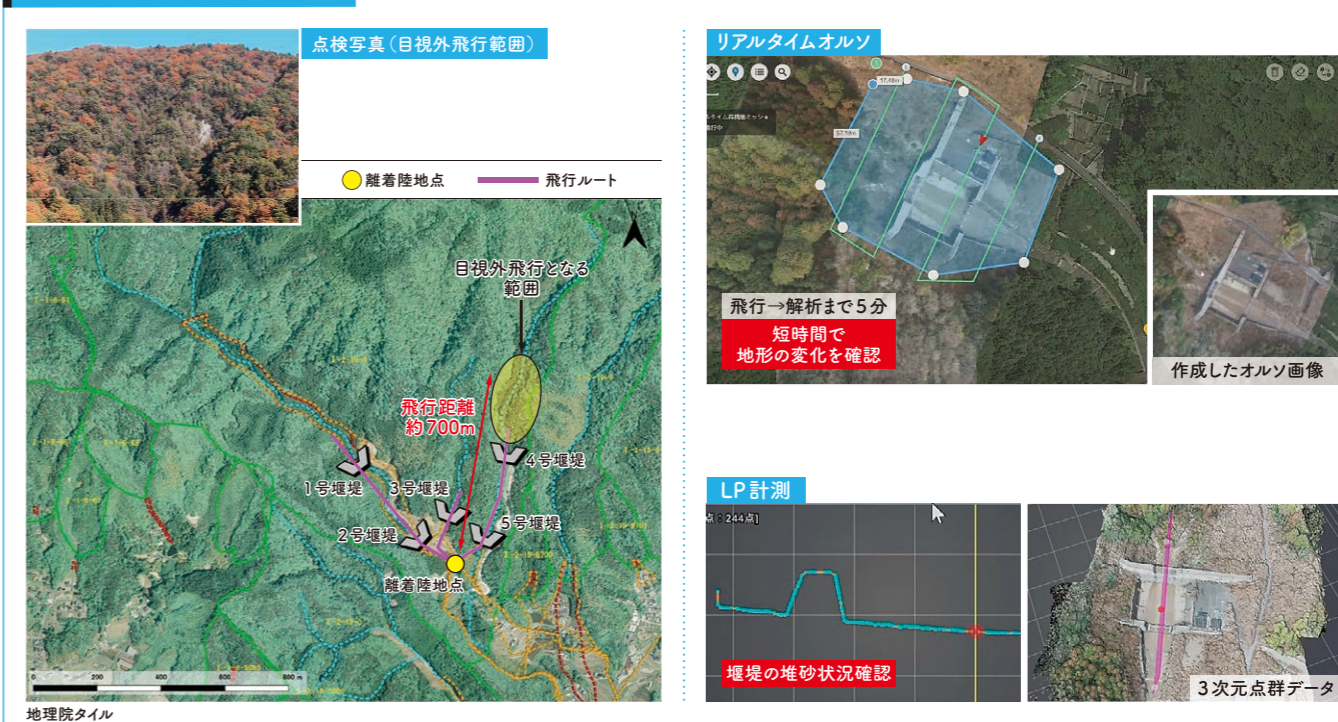 点検写真（目視外飛行範囲）
離着陸地点
飛行ルート
目視外飛行となる
範囲
飛行距離
約700m
4号堰堤
1号堰堤
3号堰堤
5号堰堤
2号堰堤
離着陸地点
0 200 400 600 800 m
地理院タイル
リアルタイムオルソ
57.48m
飛行→解析まで5分
短時間で
地形の変化を確認
作成したオルソ画像
LP計測
点：244点]
堰堤の堆砂状況確認
3次元点群データ